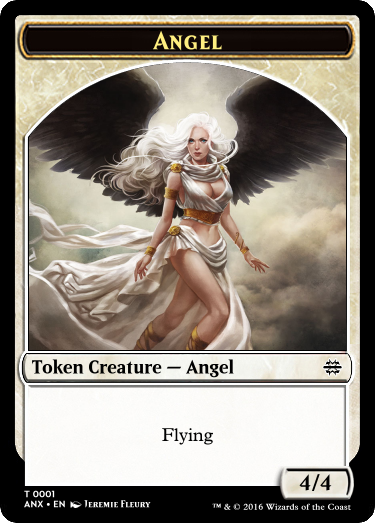 ANGEL
Token Creature — Angel
Flying
4/4
T 0001
ANX • EN JEREMIE FLEURY
™ & © 2016 Wizards of the Coast